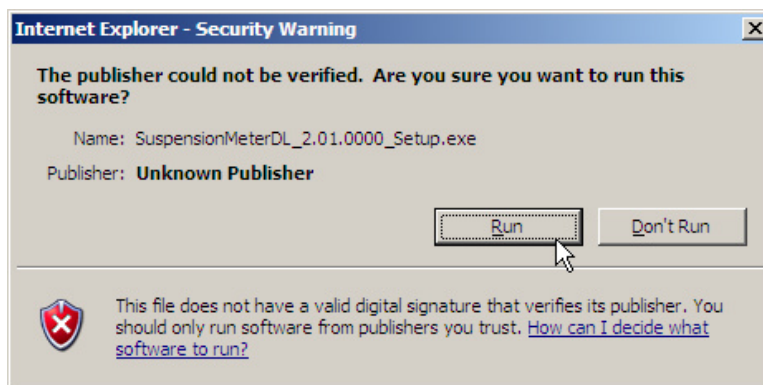 Internet Explorer - Security Warning
The publisher could not be verified. Are you sure you want to run this
software?
Name: SuspensionMeterDL_2.01.0000_Setup.exe
Publisher: Unknown Publisher
Run Don't Run
This file does not have a valid digital signature that verifies its publisher. You
should only run software from publishers you trust. How can I decide what
software to run?